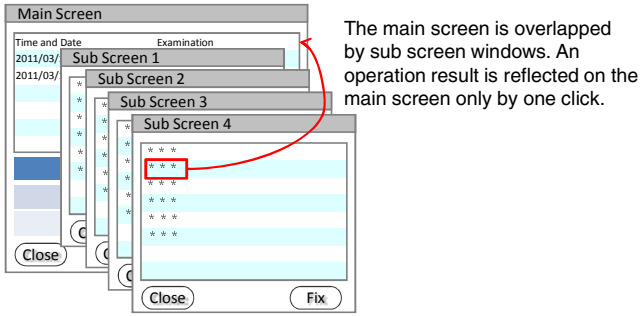 Main Screen
Time and Date Examination
2011/03/
2011/03/
Sub Screen 1
*
*
*
*
*
*
Sub Screen 2
*
*
*
*
*
*
Sub Screen 3
*
*
*
*
*
*
Sub Screen 4
* * *
* * *
* * *
* * *
* * *
* * *
Close
Close Fix
The main screen is overlapped
by sub screen windows. An
operation result is reflected on the
main screen only by one click.